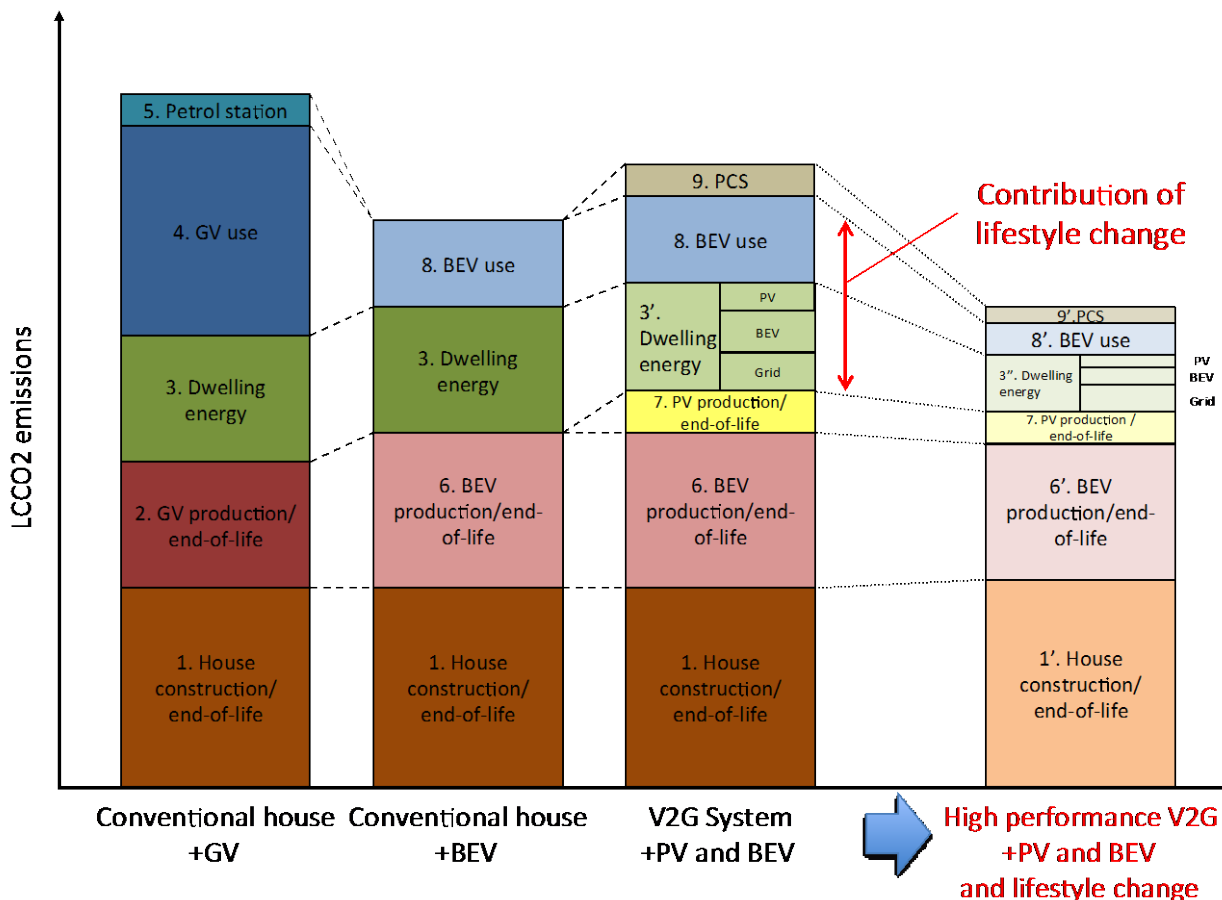 LCCO2 emissions
5. Petrol station
4. GV use
3. Dwelling
energy
2. GV production/
end-of-life
1. House
construction/
end-of-life
8. BEV use
3. Dwelling
energy
6. BEV
production/end-
of-life
1. House
construction/
end-of-life
9. PCS
8. BEV use
3’.
Dwelling
energy
PV
BEV
Grid
7. PV production/
end-of-life
6. BEV
production/end-
of-life
1. House
construction/
end-of-life
Contribution of
lifestyle change
9’.PCS
8’. BEV use
3”. Dwelling
energy
PV
BEV
Grid
7. PV production /
end-of-life
6’. BEV
production/end-
of-life
1’. House
construction/
end-of-life
Conventional house
+GV
Conventional house
+BEV
V2G System
+PV and BEV
High performance V2G
+PV and BEV
and lifestyle change